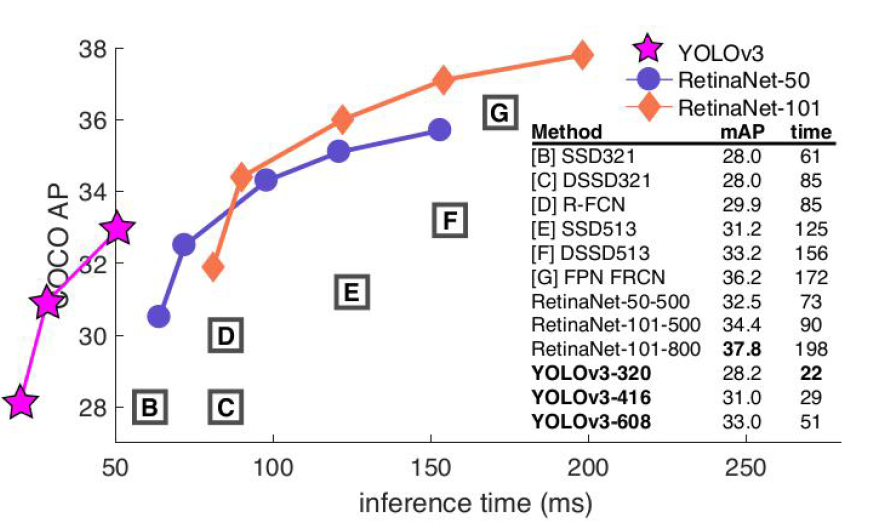 38
36
34
32
30
28
COCO AP
50 100 150 200 250
inference time (ms)
B
C
D
E
F
G
YOLOv3
RetinaNet-50
RetinaNet-101
Method mAP time
[B] SSD321 28.0 61
[C] DSSD321 28.0 85
[D] R-FCN 29.9 85
[E] SSD513 31.2 125
[F] DSSD513 33.2 156
[G] FPN FRCN 36.2 172
RetinaNet-50-500 32.5 73
RetinaNet-101-500 34.4 90
RetinaNet-101-800 37.8 198
YOLOv3-320 28.2 22
YOLOv3-416 31.0 29
YOLOv3-608 33.0 51